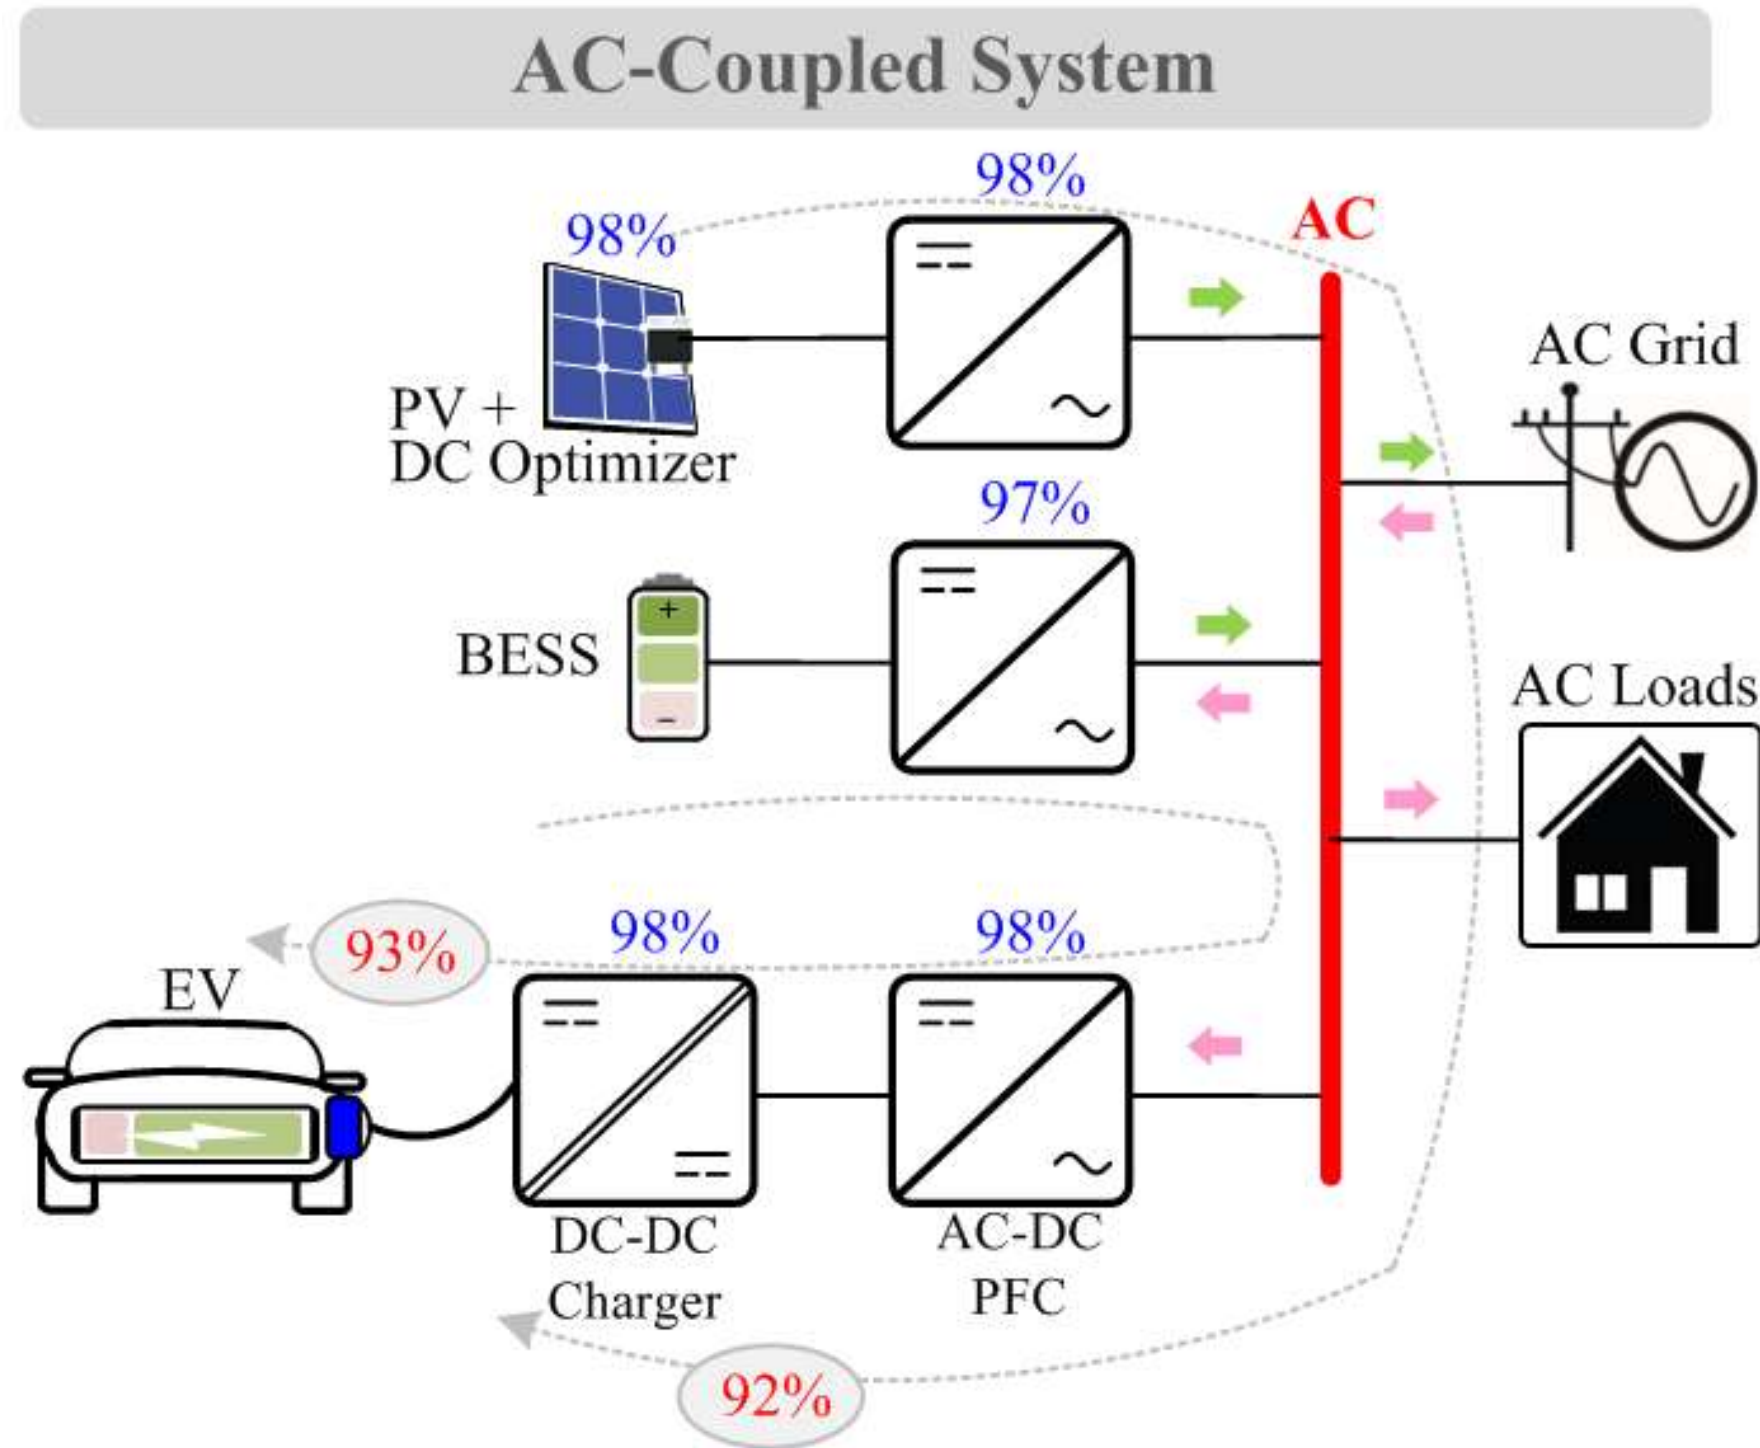 AC-Coupled System
98%
98%
AC
AC Grid
PV +
DC Optimizer
97%
+
BESS
−
AC Loads
98%
98%
93%
EV
DC-DC
Charger
AC-DC
PFC
92%